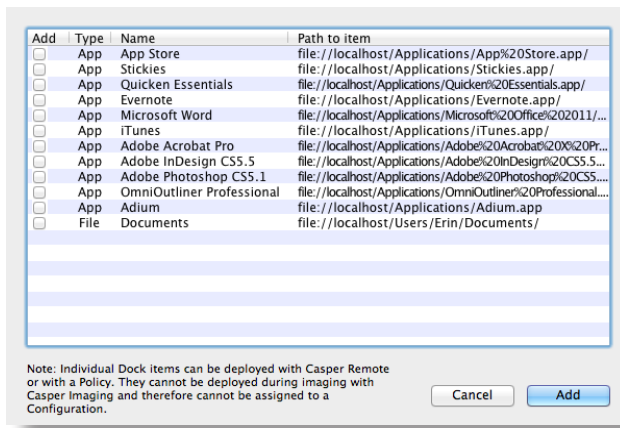 Add Type Name Path to item
App App Store file://localhost/Applications/App%20Store.app/
App Stickies file://localhost/Applications/Stickies.app/
App Quicken Essentials file://localhost/Applications/Quicken%20Essentials.app/
App Evernote file://localhost/Applications/Evernote.app/
App Microsoft Word file://localhost/Applications/Microsoft%20Office%202011/...
App iTunes file://localhost/Applications/iTunes.app/
App Adobe Acrobat Pro file://localhost/Applications/Adobe%20Acrobat%20X%20Pr...
App Adobe InDesign CS5.5 file://localhost/Applications/Adobe%20InDesign%20CS5.5...
App Adobe Photoshop CS5.1 file://localhost/Applications/Adobe%20Photoshop%20CS5....
App OmniOutliner Professional file://localhost/Applications/OmniOutliner%20Professional....
App Adium file://localhost/Applications/Adium.app
File Documents file://localhost/Users/Erin/Documents/
Note: Individual Dock items can be deployed with Casper Remote
or with a Policy. They cannot be deployed during imaging with
Casper Imaging and therefore cannot be assigned to a
Configuration.
Cancel Add